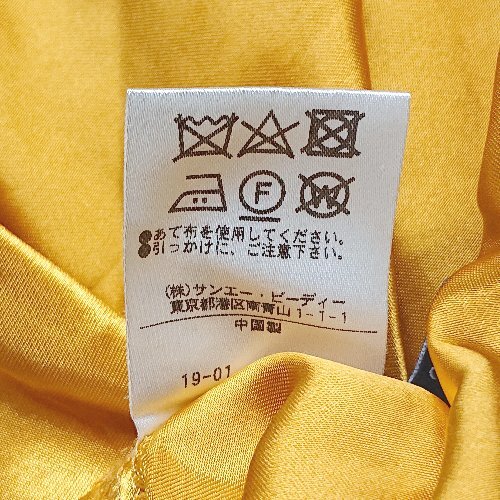 F
W
●あて布を使用してください。
●引っかけに、ご注意下さい。
(株)サンエー・ビーディー
東京都港区南青山1-1-1
中国製
19-01